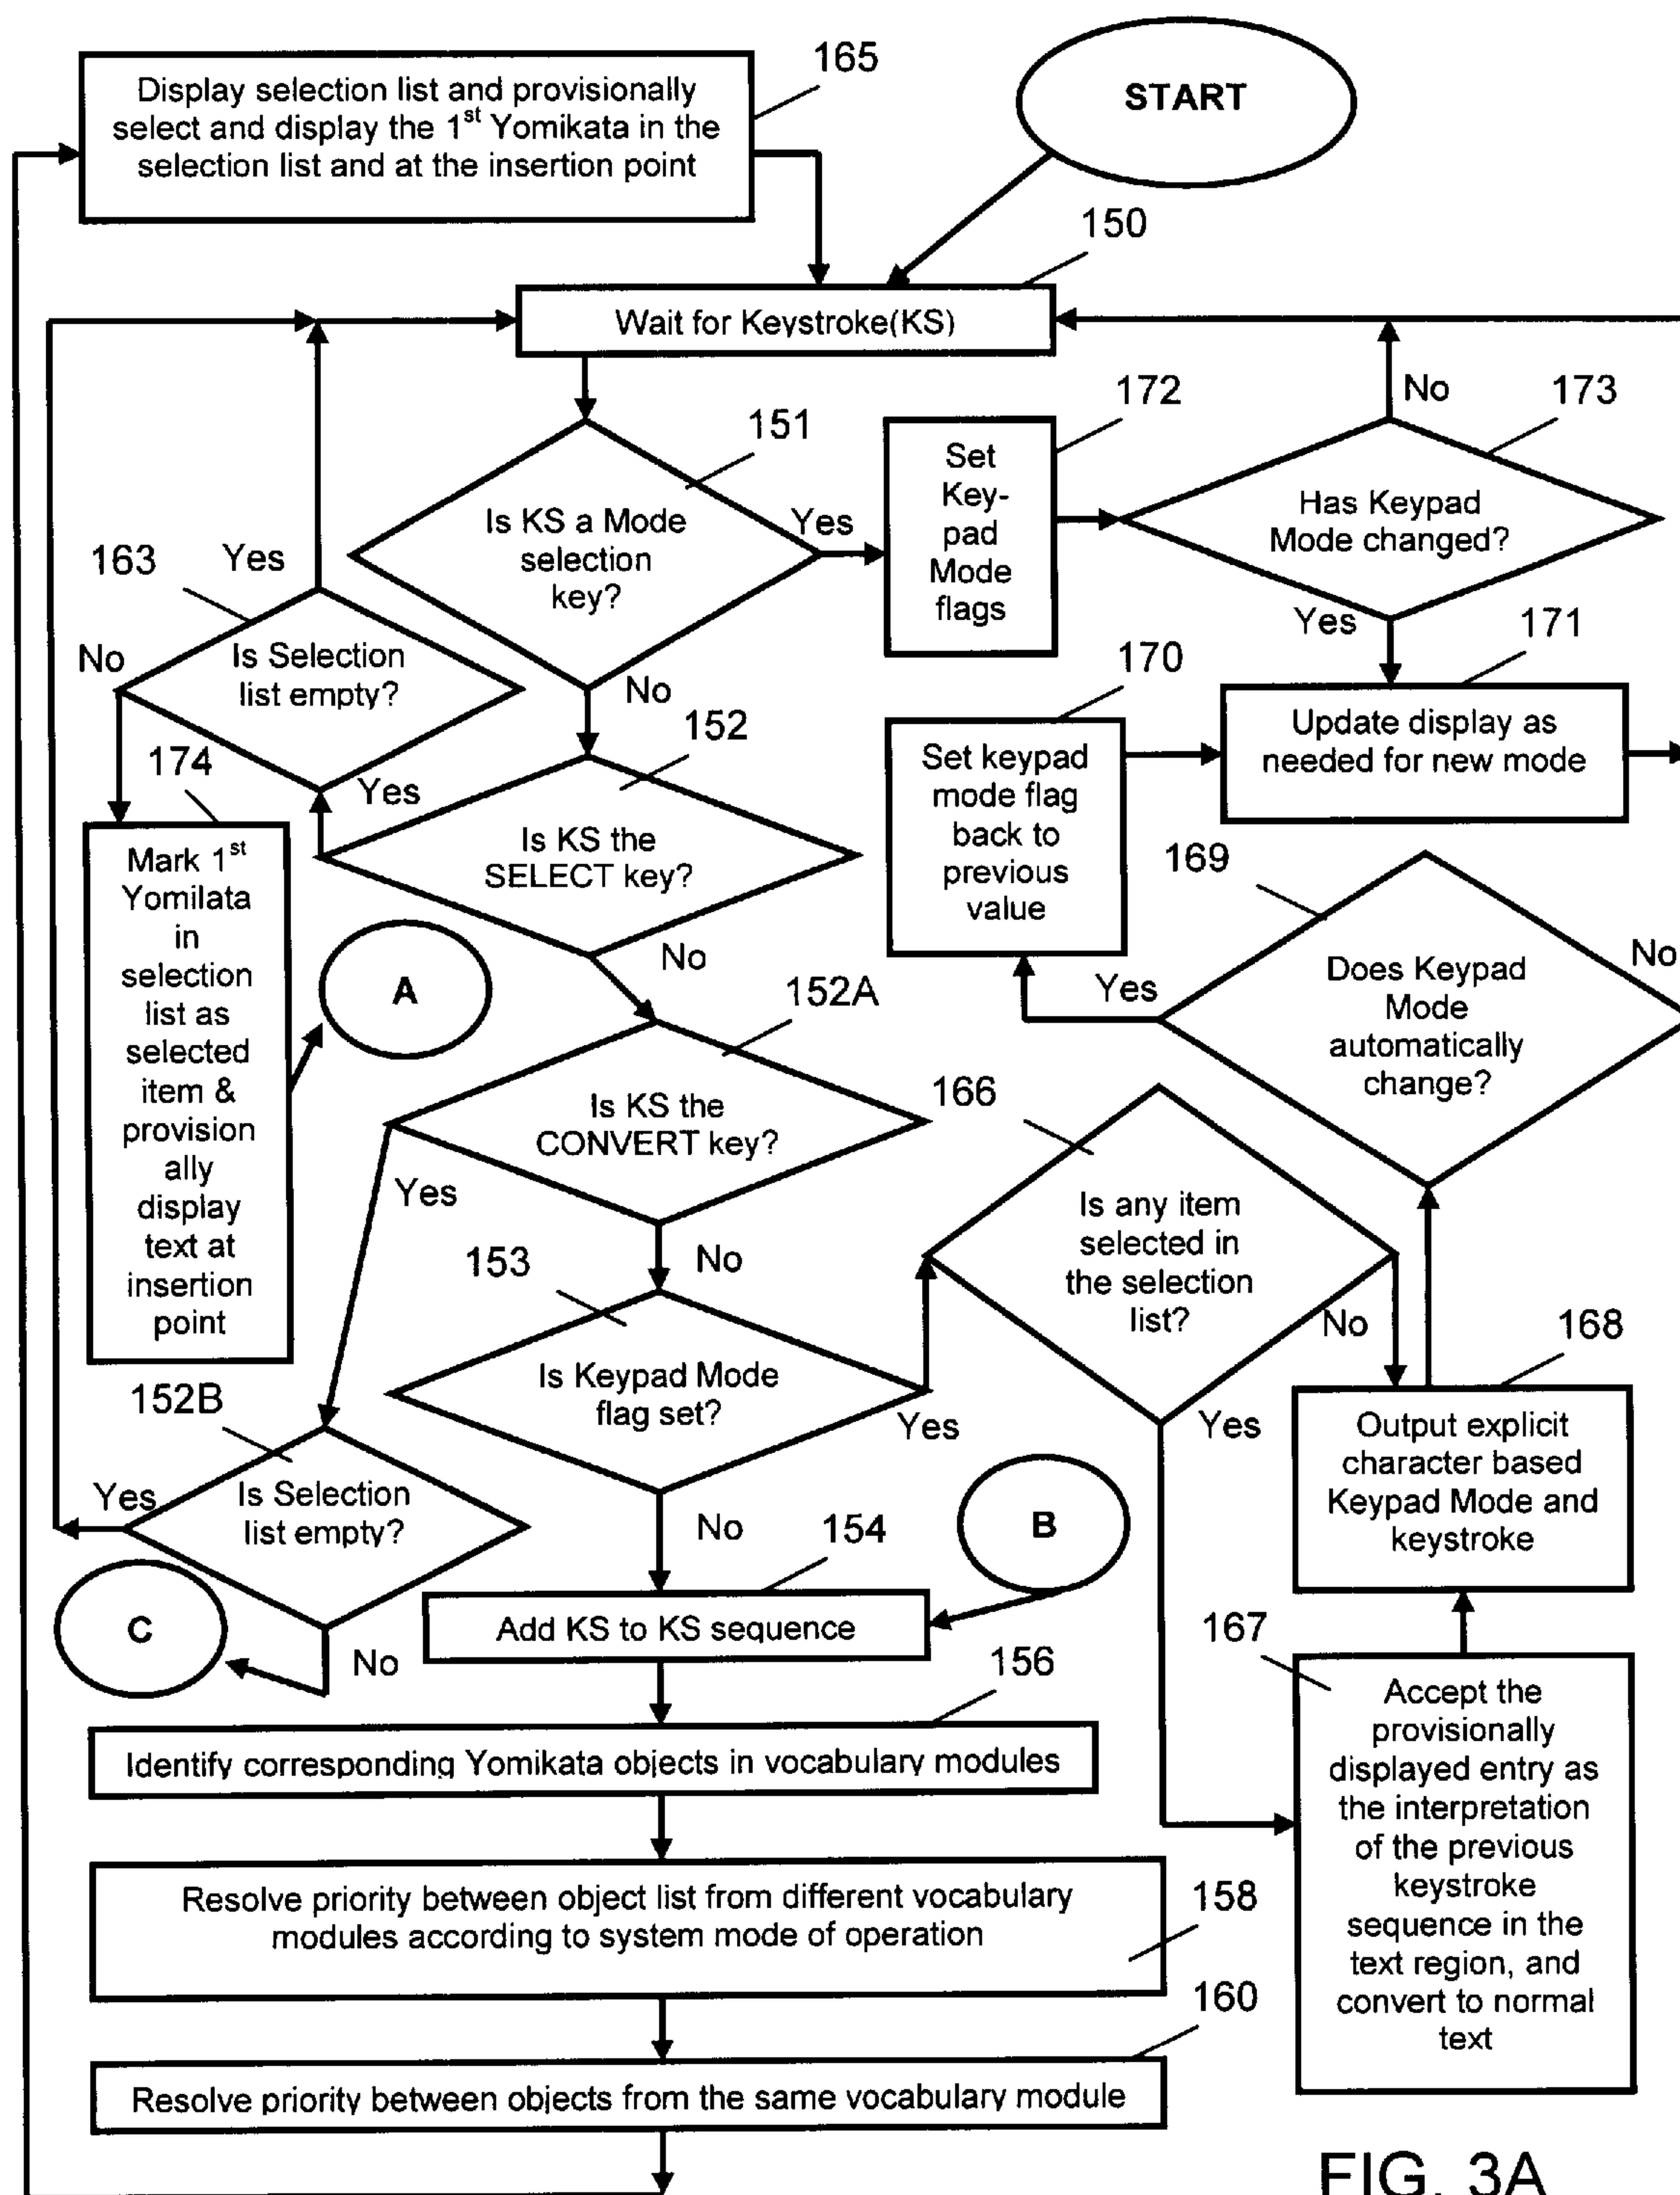 165
Display selection list and provisionally
select and display the 1st Yomikata in the
selection list and at the insertion point
START
150
Wait for Keystroke(KS)
151
Is KS a Mode
selection
key?
Yes
No
172
Set
Key-
pad
Mode
flags
173
Has Keypad
Mode changed?
No
Yes
163
Is Selection
list empty?
Yes
No
171
Update display as
needed for new mode
170
Set keypad
mode flag
back to
previous
value
152
Is KS the
SELECT key?
Yes
No
174
Mark 1st
Yomilata
in
selection
list as
selected
item &
provision
ally
display
text at
insertion
point
A
169
Does Keypad
Mode
automatically
change?
Yes
No
152A
Is KS the
CONVERT key?
Yes
No
166
Is any item
selected in
the selection
list?
No
Yes
153
Is Keypad Mode
flag set?
Yes
No
168
Output explicit
character based
Keypad Mode and
keystroke
152B
Is Selection
list empty?
Yes
No
C
B
154
Add KS to KS sequence
156
Identify corresponding Yomikata objects in vocabulary modules
167
Accept the
provisionally
displayed entry as
the interpretation
of the previous
keystroke
sequence in the
text region, and
convert to normal
text
158
Resolve priority between object list from different vocabulary
modules according to system mode of operation
160
Resolve priority between objects from the same vocabulary module
FIG. 3A